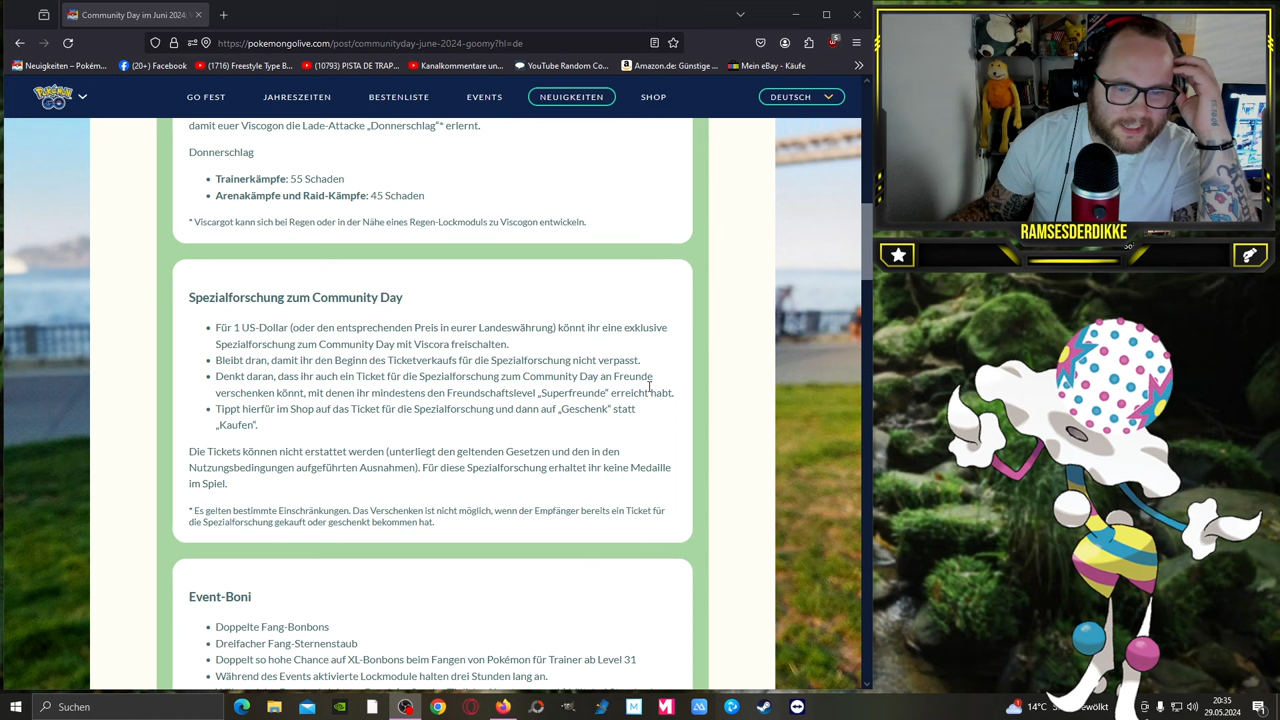 Community Day im Juni 2024:
https://pokemongolive.com/post/communityday-june-2024-goomy?hl=de
Neuigkeiten – Pokém...
(20+) Facebook
(1716) Freestyle Type B...
(10793) PISTA DE TRAP...
Kanalkommentare un...
YouTube Random Co...
Amazon.de: Günstige ...
Mein eBay - Käufe
GO FEST
JAHRESZEITEN
BESTENLISTE
EVENTS
NEUIGKEITEN
SHOP
DEUTSCH
damit euer Viscogon die Lade-Attacke „Donnerschlag“* erlernt.
Donnerschlag
• Trainerkämpfe: 55 Schaden
• Arenakämpfe und Raid-Kämpfe: 45 Schaden
* Viscargot kann sich bei Regen oder in der Nähe eines Regen-Lockmoduls zu Viscogon entwickeln.
Spezialforschung zum Community Day
• Für 1 US-Dollar (oder den entsprechenden Preis in eurer Landeswährung) könnt ihr eine exklusive
Spezialforschung zum Community Day mit Viscora freischalten.
• Bleibt dran, damit ihr den Beginn des Ticketverkaufs für die Spezialforschung nicht verpasst.
• Denkt daran, dass ihr auch ein Ticket für die Spezialforschung zum Community Day an Freunde
verschenken könnt, mit denen ihr mindestens den Freundschaftslevel „Superfreunde“ erreicht habt.
• Tippt hierfür im Shop auf das Ticket für die Spezialforschung und dann auf „Geschenk“ statt
„Kaufen“.
Die Tickets können nicht erstattet werden (unterliegt den geltenden Gesetzen und den in den
Nutzungsbedingungen aufgeführten Ausnahmen). Für diese Spezialforschung erhaltet ihr keine Medaille
im Spiel.
* Es gelten bestimmte Einschränkungen. Das Verschenken ist nicht möglich, wenn der Empfänger bereits ein Ticket für
die Spezialforschung gekauft oder geschenkt bekommen hat.
Event-Boni
• Doppelte Fang-Bonbons
• Dreifacher Fang-Sternenstaub
• Doppelt so hohe Chance auf XL-Bonbons beim Fangen von Pokémon für Trainer ab Level 31
• Während des Events aktivierte Lockmodule halten drei Stunden lang an.
RAMSESDERDIKKE
Suchen
14°C
20:35
29.05.2024